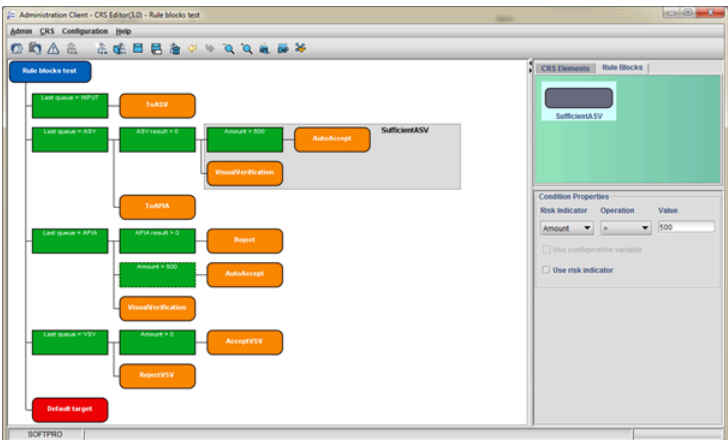 Administration Client - CRS Editor(3.0) - Rule blocks test
Admin CRS Configuration Help
Rule blocks test
Last queue = INPUT
ToASV
Last queue = ASV
ASV result > 0
Amount > 500
AutoAccept
SufficientASV
VisualVerification
ToAPIA
Last queue = APIA
APIA result > 0
Reject
Amount > 500
AutoAccept
VisualVerification
Last queue = VSV
Amount = 0
AcceptVSV
RejectVSV
Default target
CRS Elements
Rule Blocks
SufficientASV
Condition Properties
Risk Indicator Operation Value
Amount > 500
Use configuration variable
Use risk indicator
SOFTPRO